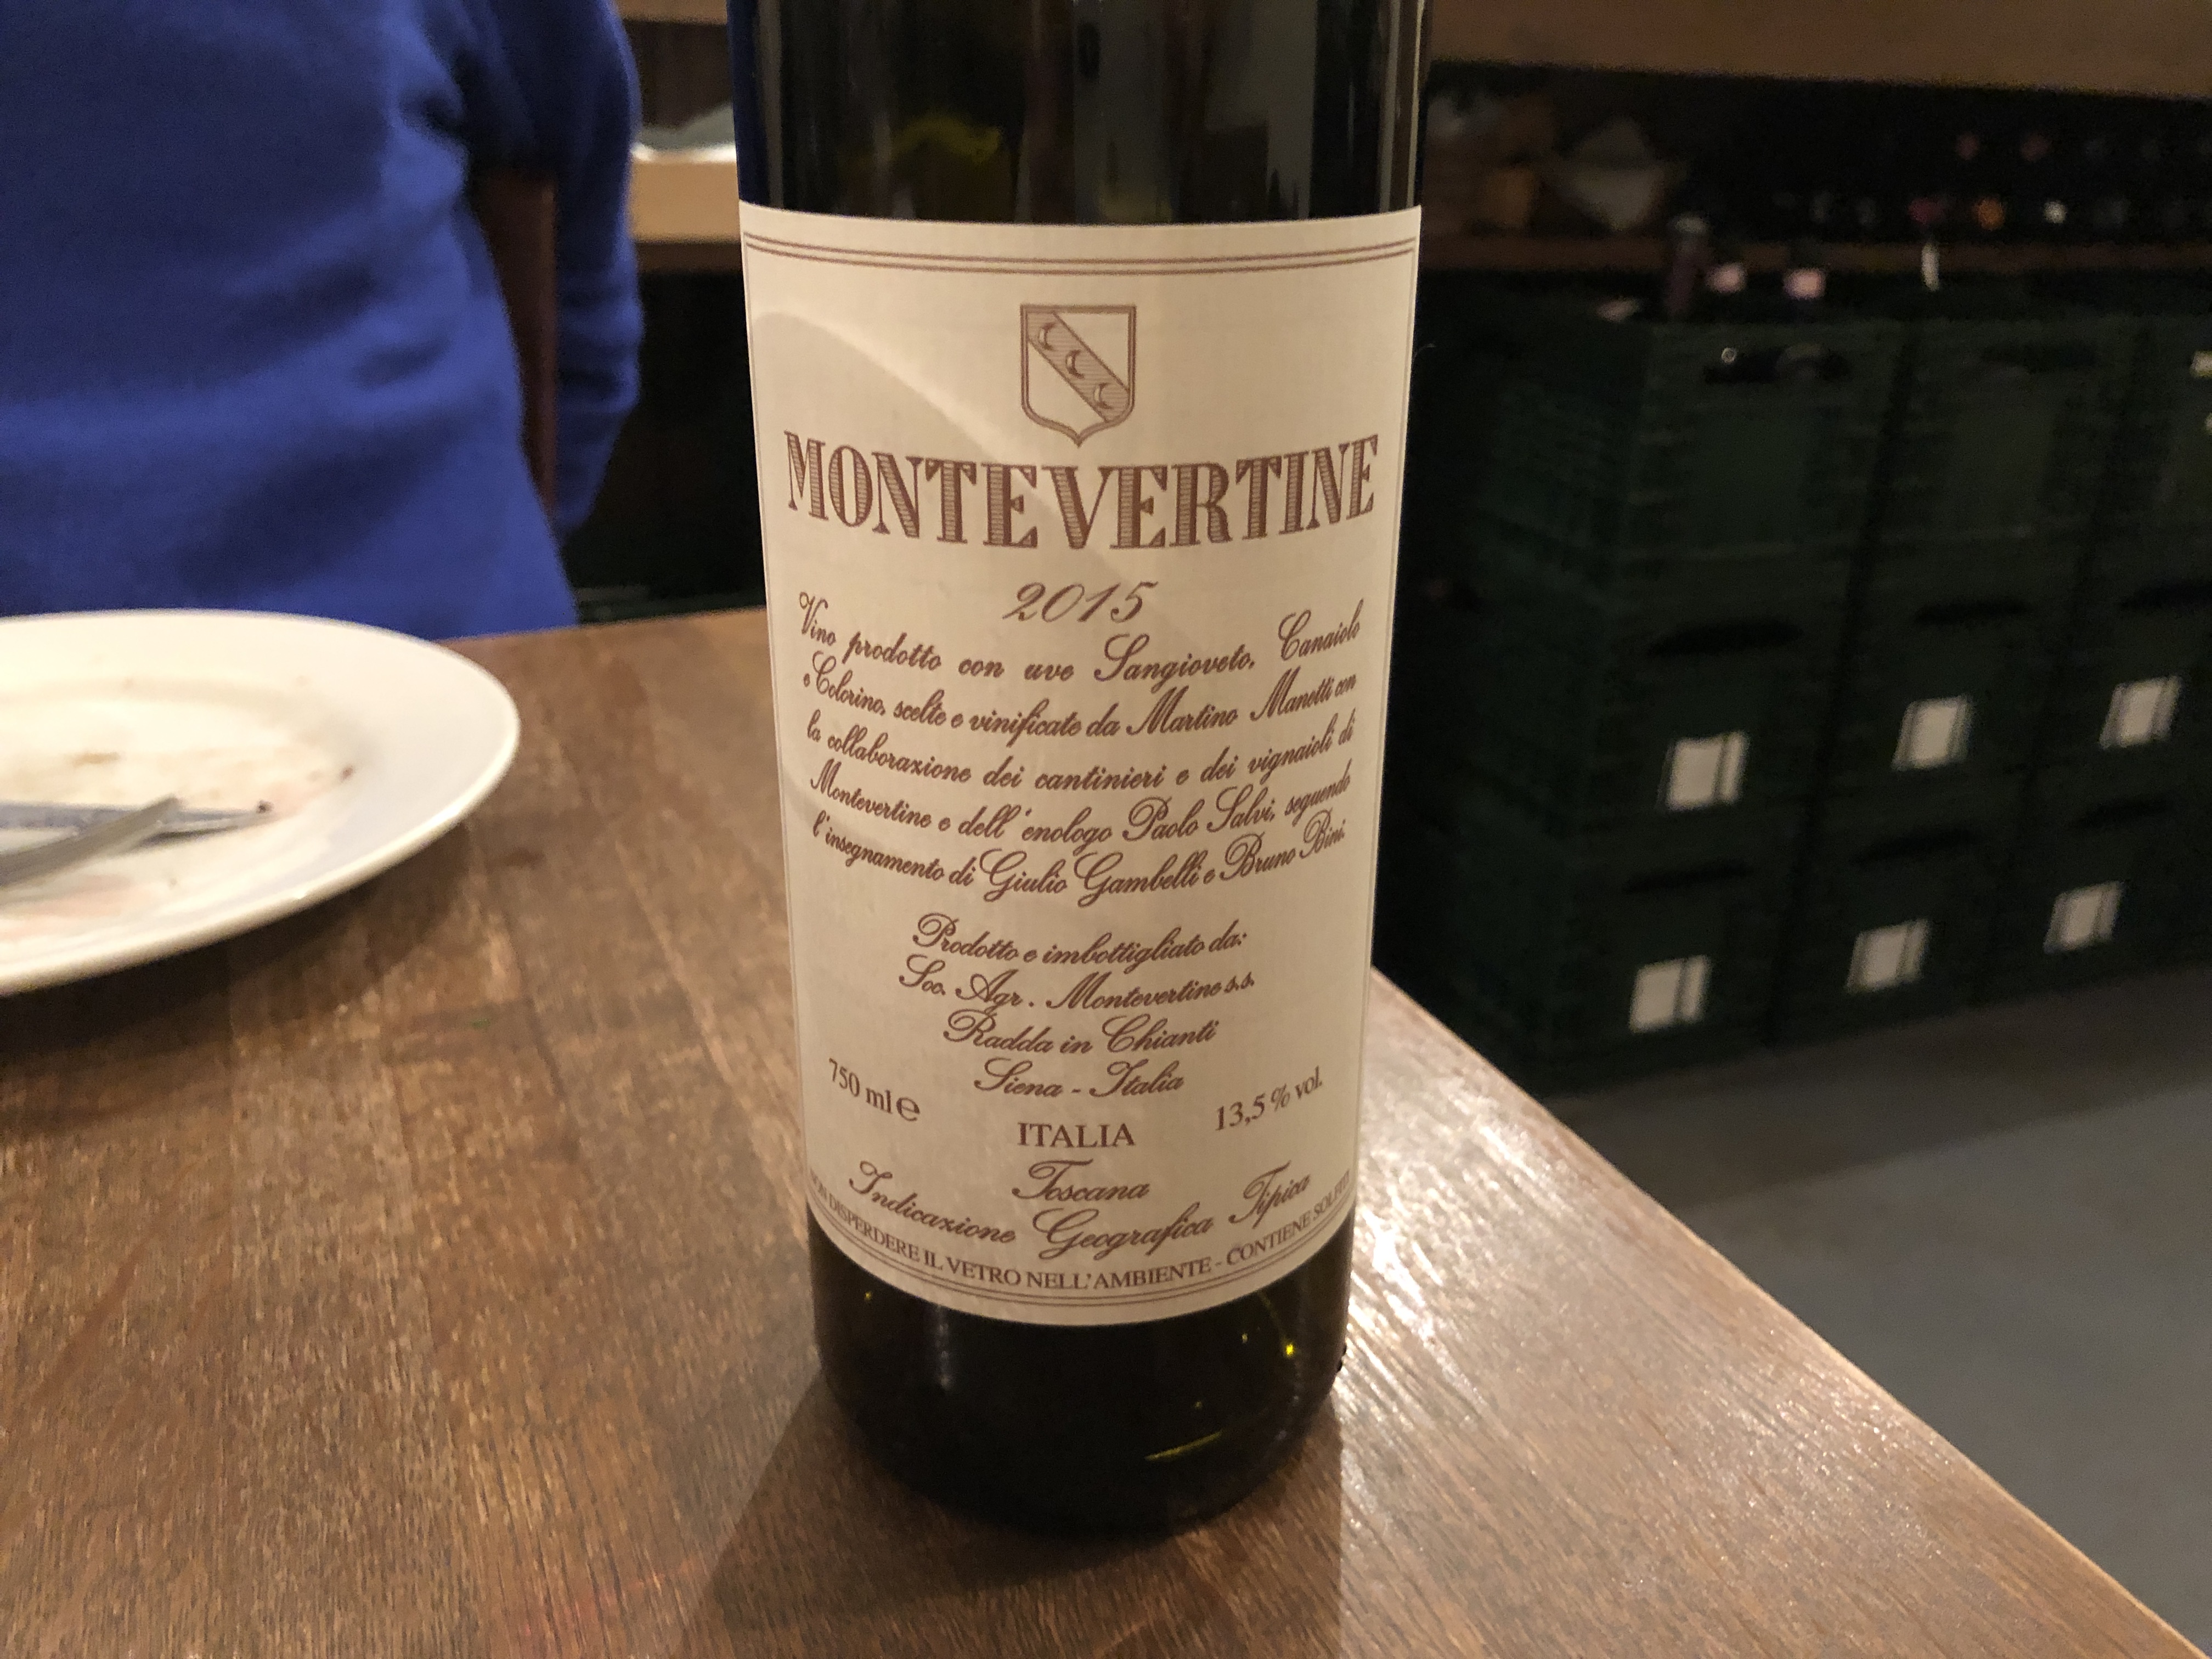 MONTEVERTINE
2015
Vino prodotto con uve Sangioveto, Canaiolo
e Colorino, scelte e vinificate da Martino Manetti con
la collaborazione dei cantinieri e dei vignaioli di
Montevertine e dell'enologo Paolo Salvi, seguendo
l'insegnamento di Giulio Gambelli e Bruno Bini.
Prodotto e imbottigliato da:
Soc. Agr. Montevertine s.s.
Radda in Chianti
Siena - Italia
750 ml e 13,5 % vol.
ITALIA
Toscana
Indicazione Geografica Tipica
NON DISPERDERE IL VETRO NELL'AMBIENTE - CONTIENE SOLFITI